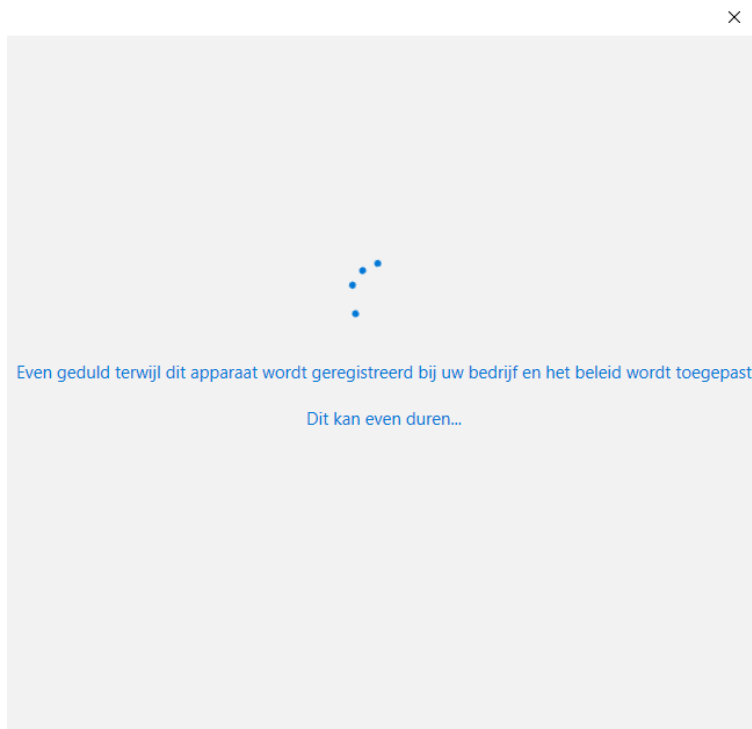 Even geduld terwijl dit apparaat wordt geregistreerd bij uw bedrijf en het beleid wordt toegepast
Dit kan even duren...